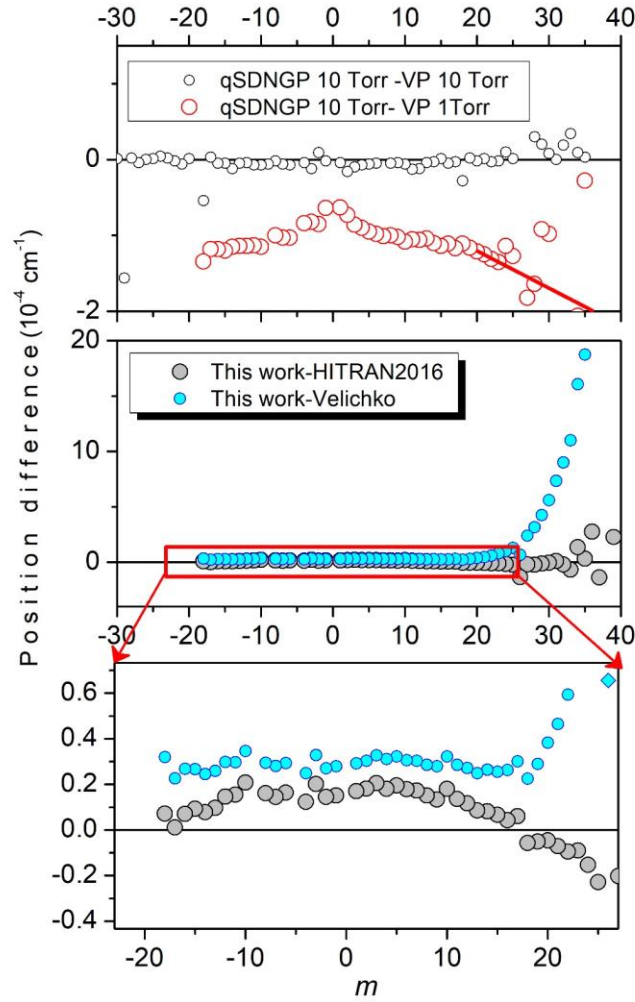 qSDNGP 10 Torr -VP 10 Torr
qSDNGP 10 Torr- VP 1Torr
0
-2
-30 -20 -10 0 10 20 30 40
Position difference (10⁻⁴ cm⁻¹)
20
This work-HITRAN2016
This work-Velichko
10
0
-30 -20 -10 0 10 20 30 40
0.6
0.4
0.2
0.0
-0.2
-0.4
-20 -10 0 10 20
m